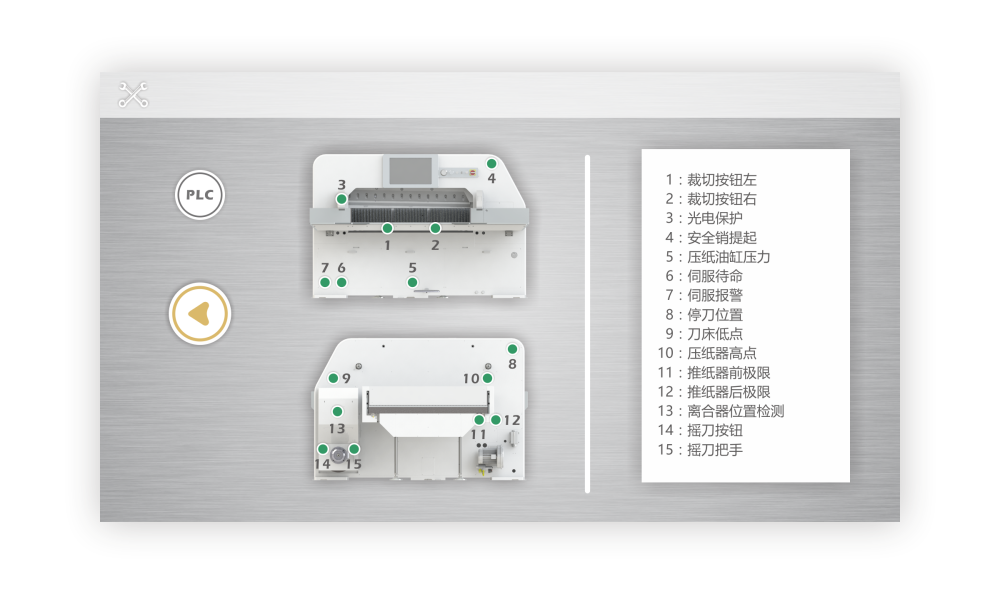 PLC
3
4
1
2
7
6
5
8
9
10
13
11
12
14
15
1：裁切按钮左
2：裁切按钮右
3：光电保护
4：安全销提起
5：压纸油缸压力
6：伺服待命
7：伺服报警
8：停刀位置
9：刀床低点
10：压纸器高点
11：推纸器前极限
12：推纸器后极限
13：离合器位置检测
14：摇刀按钮
15：摇刀把手